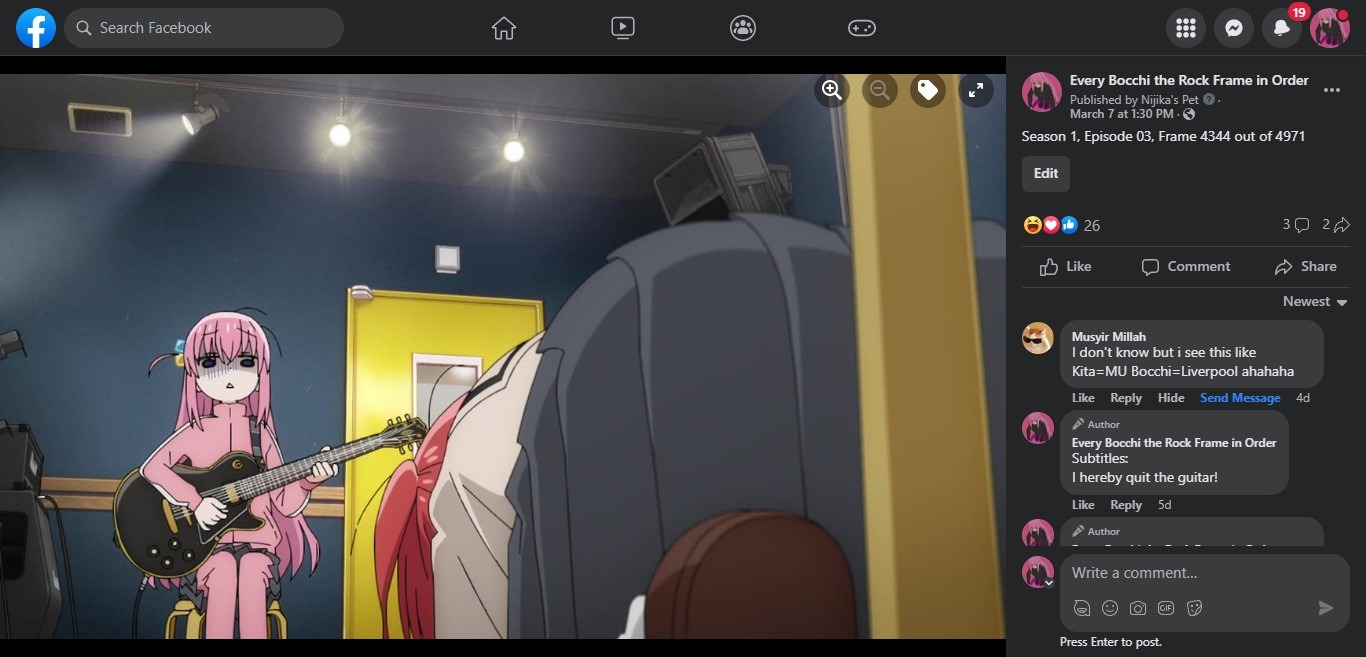 Search Facebook
19
Every Bocchi the Rock Frame in Order
Published by Nijika's Pet ·
March 7 at 1:30 PM ·
Season 1, Episode 03, Frame 4344 out of 4971
Edit
26
3
2
Like Comment Share
Newest
Musyir Millah
I don't know but i see this like
Kita=MU Bocchi=Liverpool ahahaha
Like Reply Hide Send Message 4d
Author
Every Bocchi the Rock Frame in Order
Subtitles:
I hereby quit the guitar!
Like Reply 5d
Author
Write a comment...
GIF
Press Enter to post.